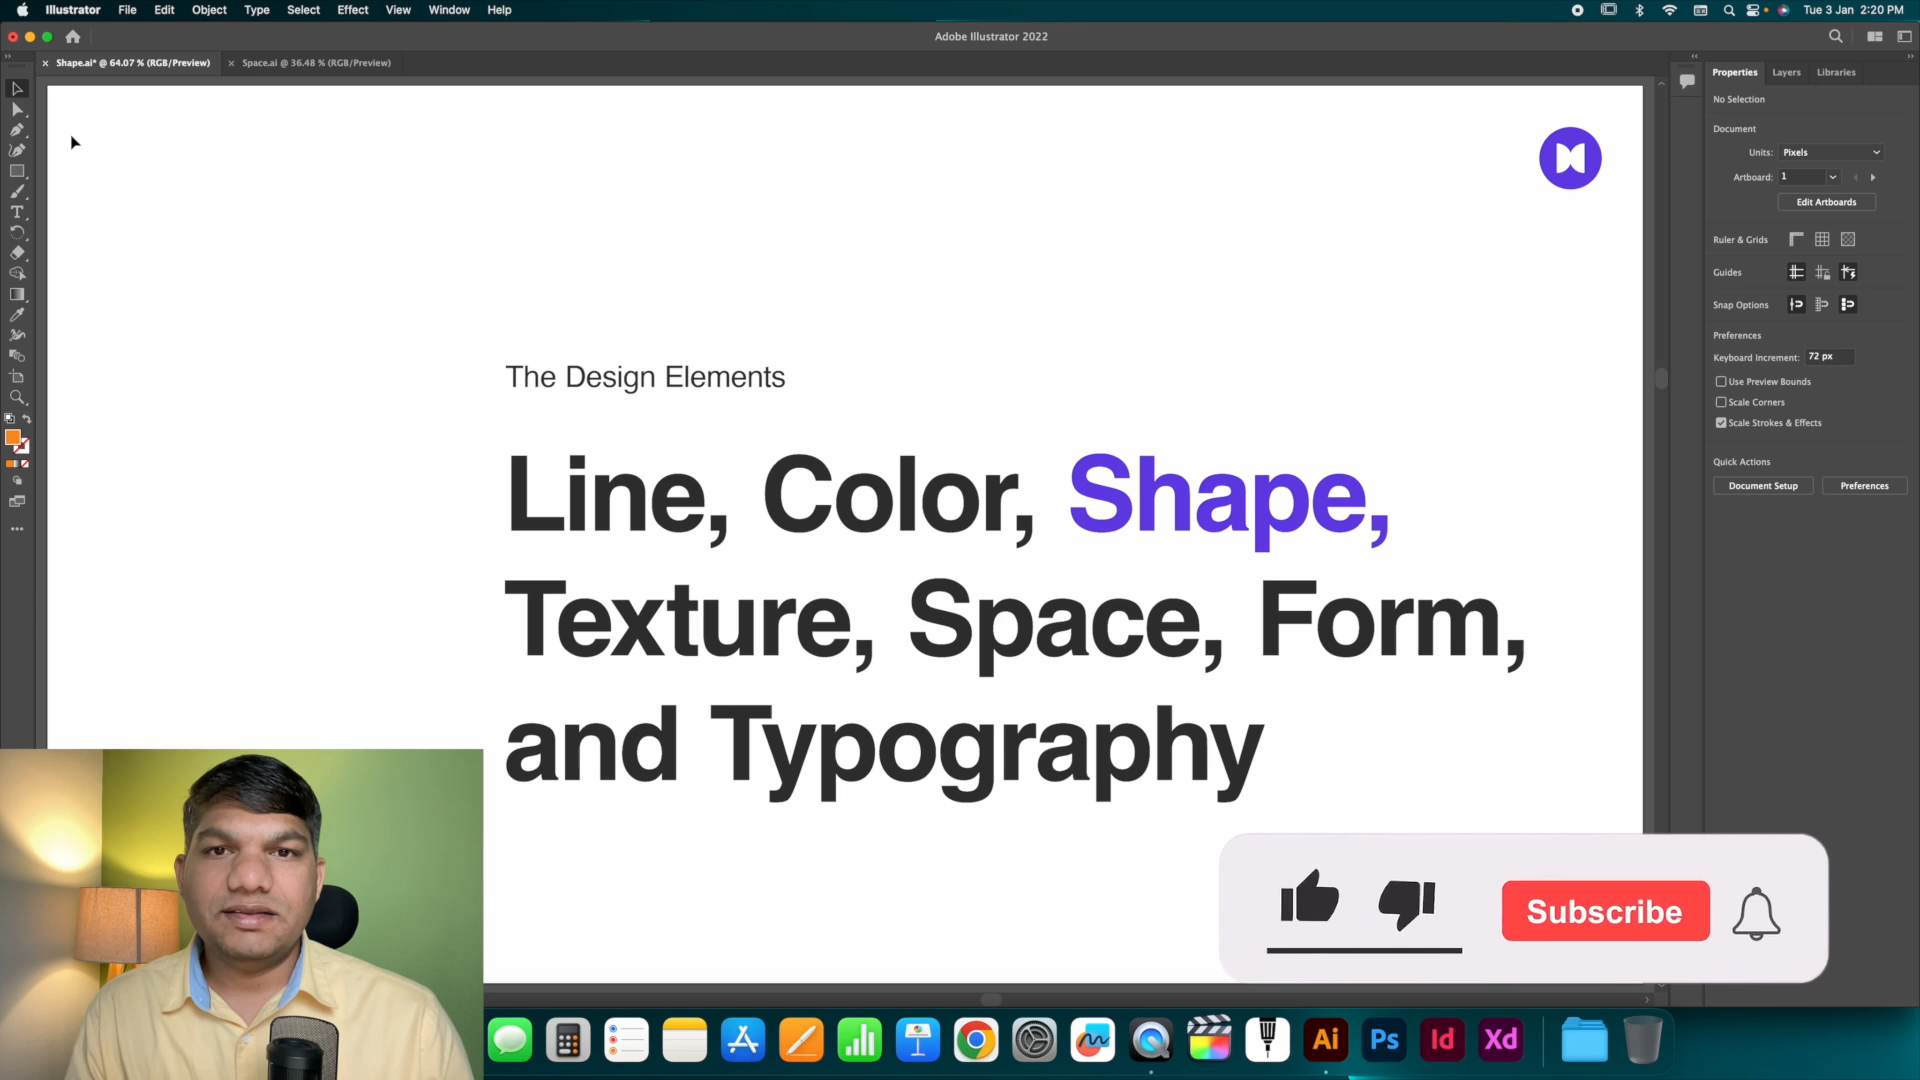 Illustrator File Edit Object Type Select Effect View Window Help
Tue 3 Jan 2:20 PM
Adobe Illustrator 2022
Shape.ai* @ 64.07 % (RGB/Preview)
Space.ai @ 36.48 % (RGB/Preview)
Properties Layers Libraries
No Selection
Document
Units: Pixels
Artboard: 1
Edit Artboards
Ruler & Grids
Guides
Snap Options
Preferences
Keyboard Increment: 72 px
Use Preview Bounds
Scale Corners
Scale Strokes & Effects
Quick Actions
Document Setup Preferences
The Design Elements
Line, Color, Shape,
Texture, Space, Form,
and Typography
Subscribe
Ai Ps Id Xd